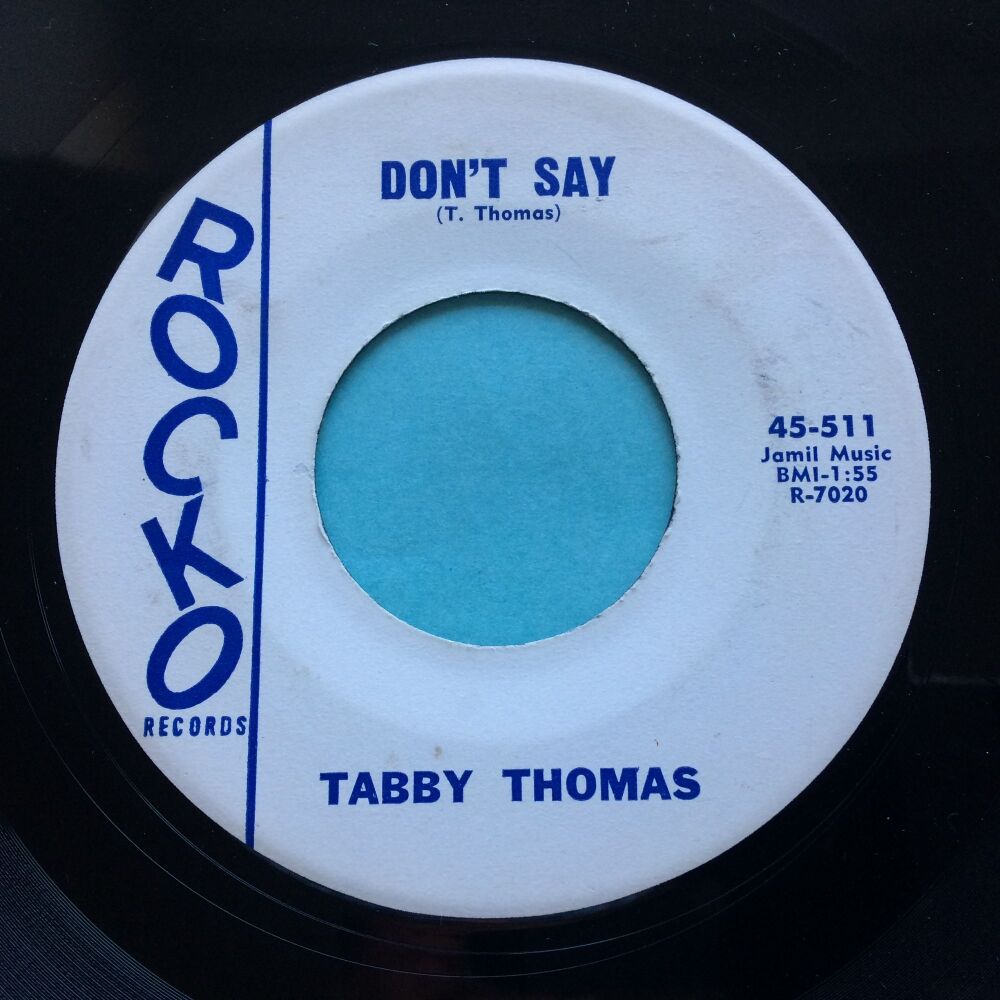 DON'T SAY
(T. Thomas)
ROCKO
RECORDS
45-511
Jamil Music
BMI-1:55
R-7020
TABBY THOMAS